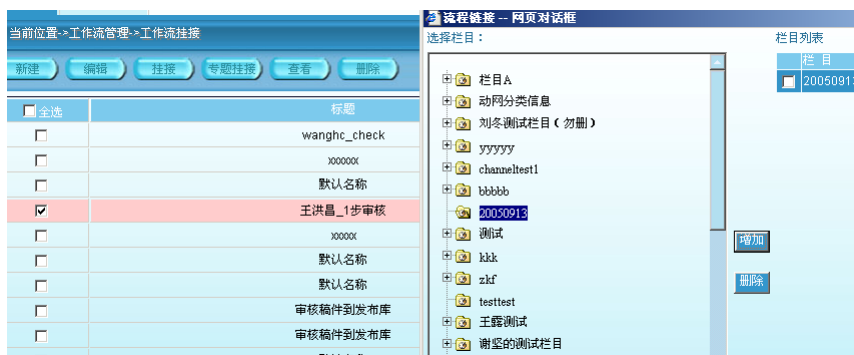 当前位置->工作流管理->工作流挂接
新建
编辑
挂接
专题挂接
查看
删除
全选
标题
wanghc_check
xxxxxx
默认名称
王洪昌_1步审核
xxxxx
默认名称
默认名称
审核稿件到发布库
审核稿件到发布库
流程链接 -- 网页对话框
选择栏目：
栏目A
动网分类信息
刘冬测试栏目（勿删）
yyyyy
channeltest1
bbbbb
20050913
测试
kkk
zkf
testtest
王露测试
谢坚的测试栏目
增加
删除
栏目列表
栏 目
2005091